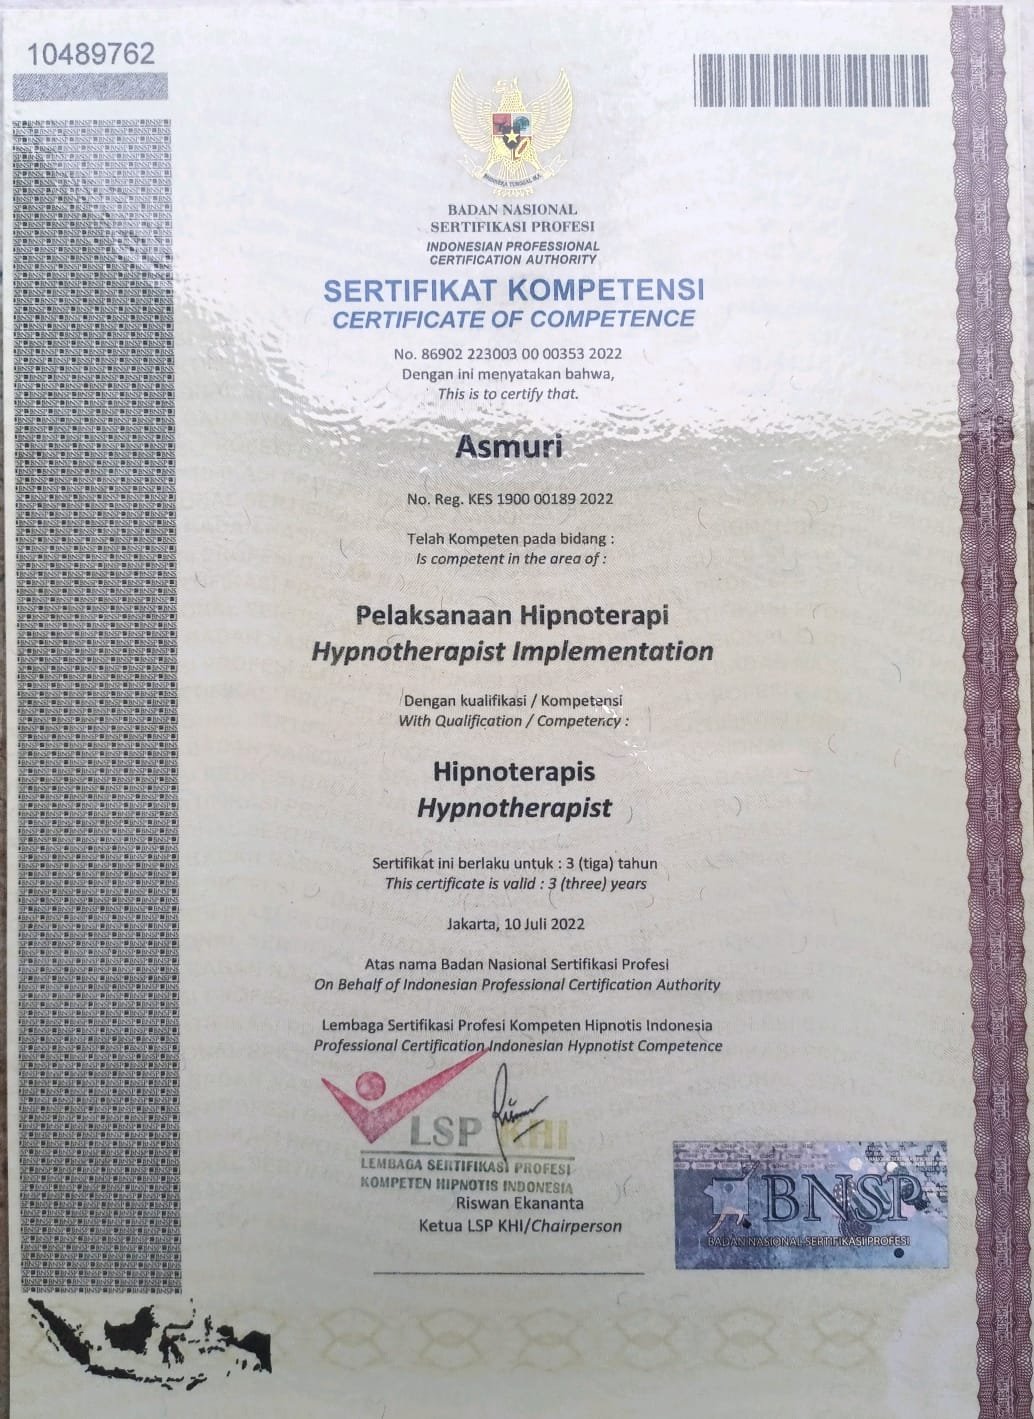 10489762
BADAN NASIONAL
SERTIFIKASI PROFESI
INDONESIAN PROFESSIONAL
CERTIFICATION AUTHORITY
SERTIFIKAT KOMPETENSI
CERTIFICATE OF COMPETENCE
No. 86902 223003 00 00353 2022
Dengan ini menyatakan bahwa,
This is to certify that.
Asmuri
No. Reg. KES 1900 00189 2022
Telah Kompeten pada bidang :
Is competent in the area of :
Pelaksanaan Hipnoterapi
Hypnotherapist Implementation
Dengan kualifikasi / Kompetensi
With Qualification / Competency :
Hipnoterapis
Hypnotherapist
Sertifikat ini berlaku untuk : 3 (tiga) tahun
This certificate is valid : 3 (three) years
Jakarta, 10 Juli 2022
Atas nama Badan Nasional Sertifikasi Profesi
On Behalf of Indonesian Professional Certification Authority
Lembaga Sertifikasi Profesi Kompeten Hipnotis Indonesia
Professional Certification Indonesian Hypnotist Competence
LSP KHI
LEMBAGA SERTIFIKASI PROFESI
KOMPETEN HIPNOTIS INDONESIA
Riswan Ekananta
Ketua LSP KHI/Chairperson
BNSP
BADAN NASIONAL SERTIFIKASI PROFESI